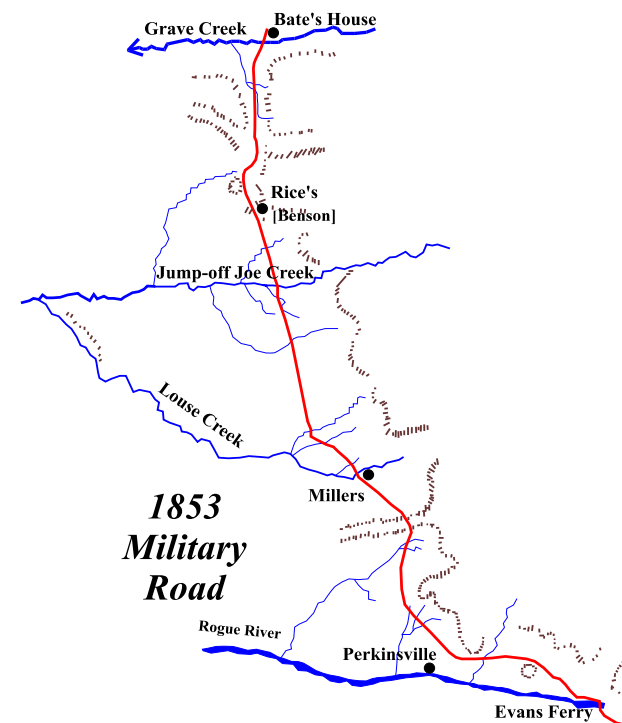 Bate's House
Grave Creek
Rice's
[Benson]
Jump-off Joe Creek
Louse Creek
Millers
1853
Military
Road
Rogue River
Perkinsville
Evans Ferry